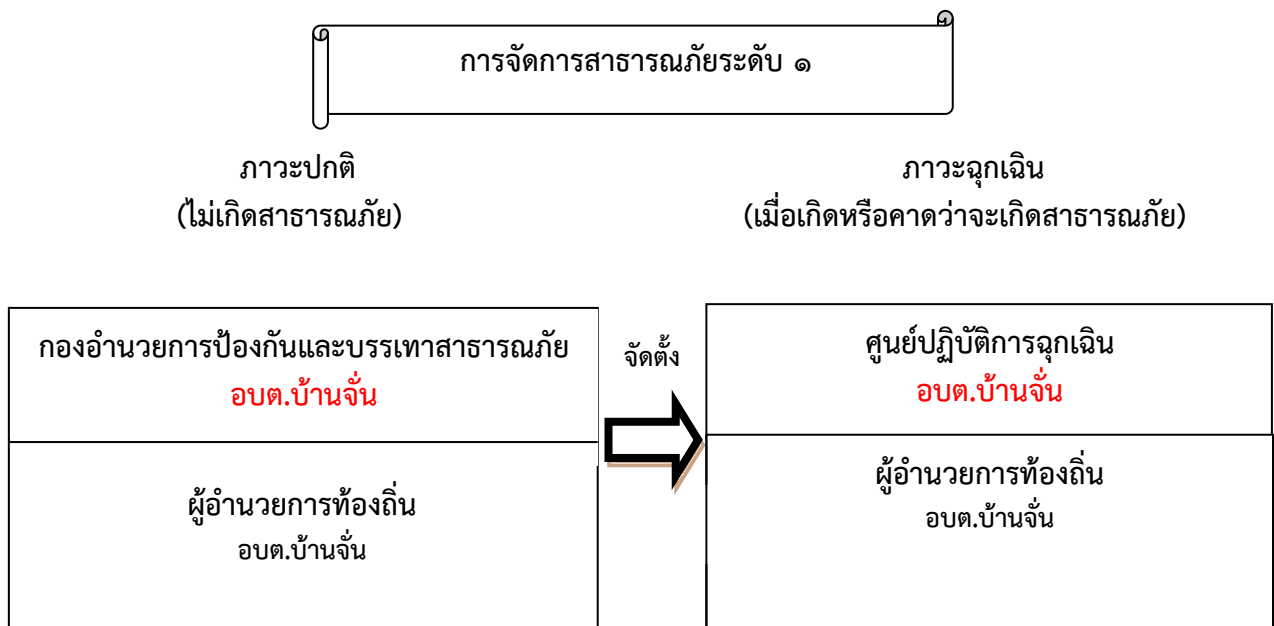 การจัดการสาธารณภัยระดับ ๑
ภาวะปกติ
(ไม่เกิดสาธารณภัย)
ภาวะฉุกเฉิน
(เมื่อเกิดหรือคาดว่าจะเกิดสาธารณภัย)
กองอำนวยการป้องกันและบรรเทาสาธารณภัย
อบต.บ้านจั่น
ผู้อำนวยการท้องถิ่น
อบต.บ้านจั่น
จัดตั้ง
ศูนย์ปฏิบัติการฉุกเฉิน
อบต.บ้านจั่น
ผู้อำนวยการท้องถิ่น
อบต.บ้านจั่น